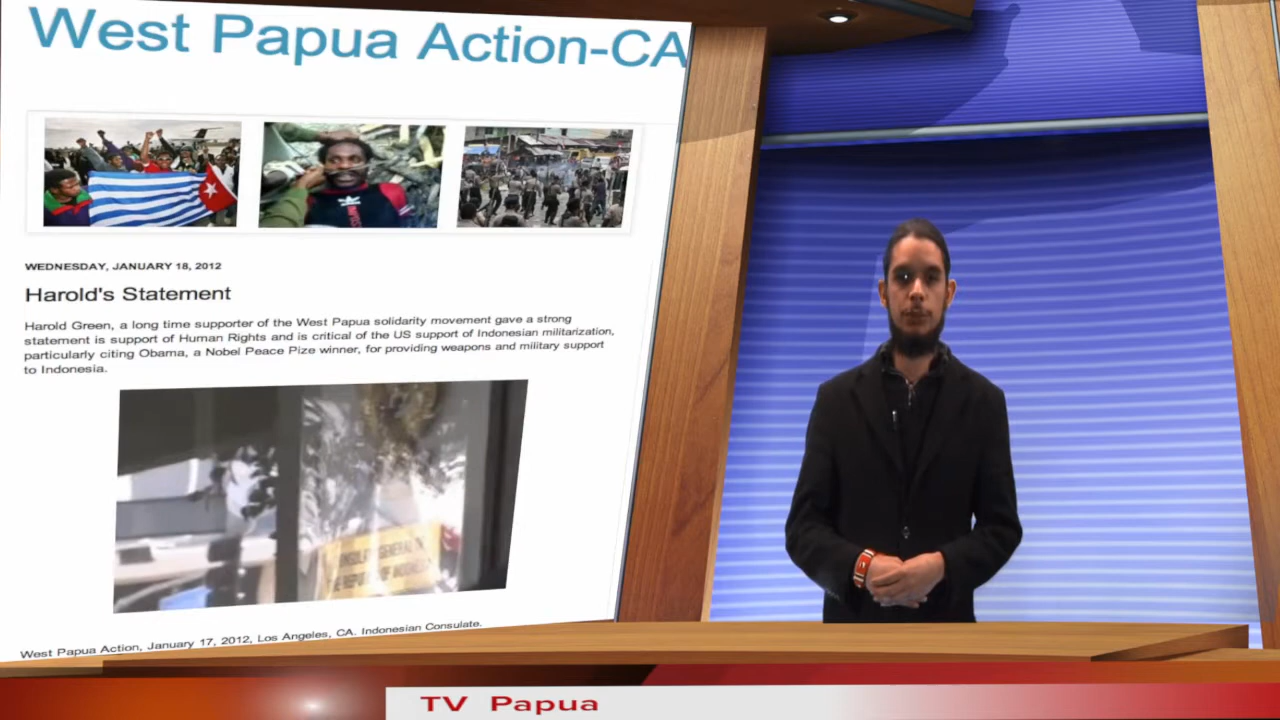 West Papua Action-CA
WEDNESDAY, JANUARY 18, 2012
Harold's Statement
Harold Green, a long time supporter of the West Papua solidarity movement gave a strong
statement is support of Human Rights and is critical of the US support of Indonesian militarization,
particularly citing Obama, a Nobel Peace Pize winner, for providing weapons and military support
to Indonesia.
GENERAL
REPUBLIC OF
West Papua Action, January 17, 2012, Los Angeles, CA. Indonesian Consulate.
TV Papua